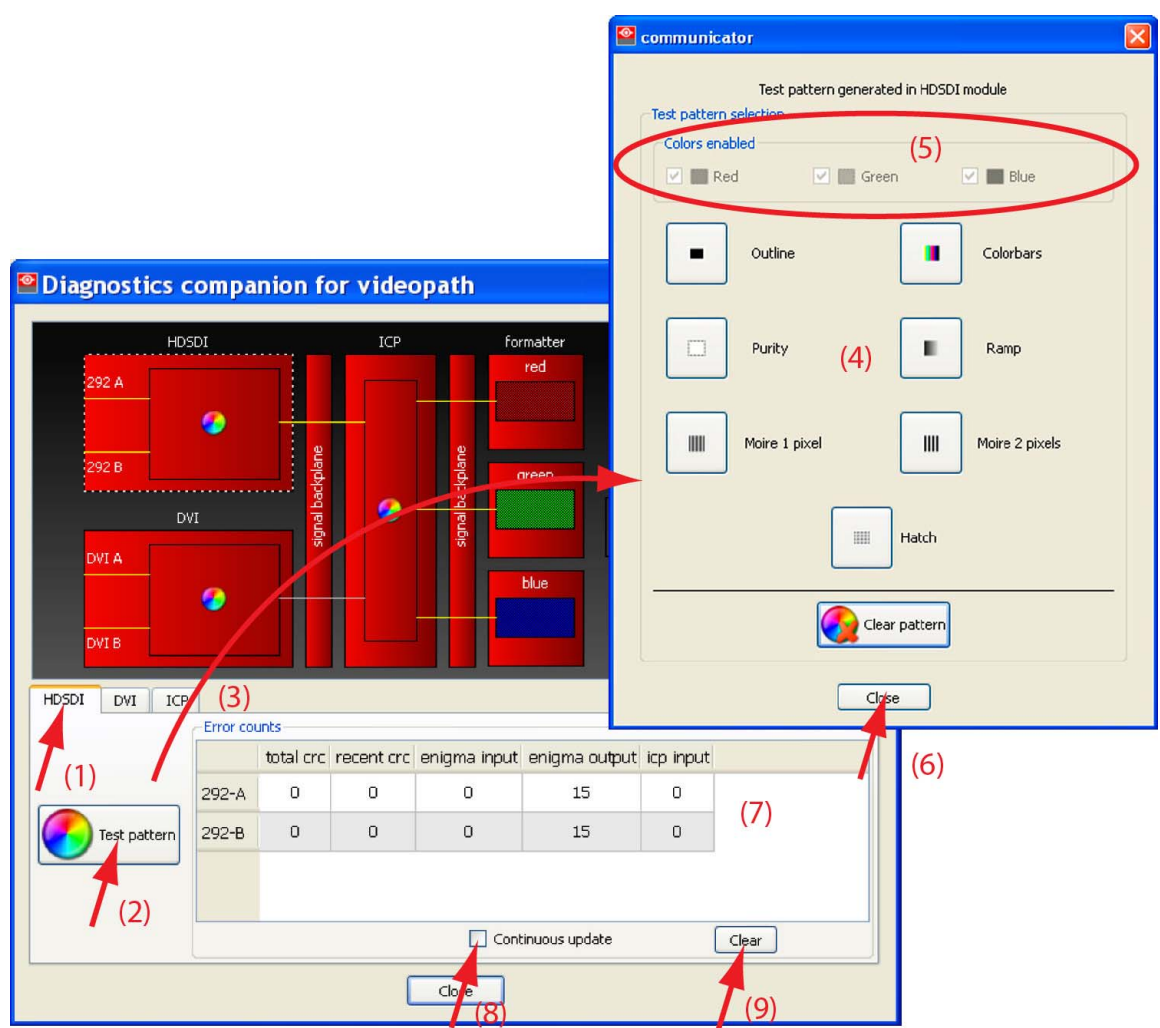 communicator
Test pattern generated in HDSDI module
Test pattern selection
Colors enabled
(5)
Red Green Blue
Outline Colorbars
Purity (4) Ramp
Moire 1 pixel Moire 2 pixels
Hatch
Clear pattern
Close
(6)
Diagnostics companion for videopath
HDSDI ICP formatter
292 A
292 B
DVI
DVI A
DVI B
signal backplane
signal backplane
red
green
blue
HDSDI DVI ICP (3)
(1)
Test pattern
(2)
Error counts
total crc recent crc enigma input enigma output icp input
292-A 0 0 0 15 0
292-B 0 0 0 15 0
(7)
Continuous update Clear
(8) (9)
Close